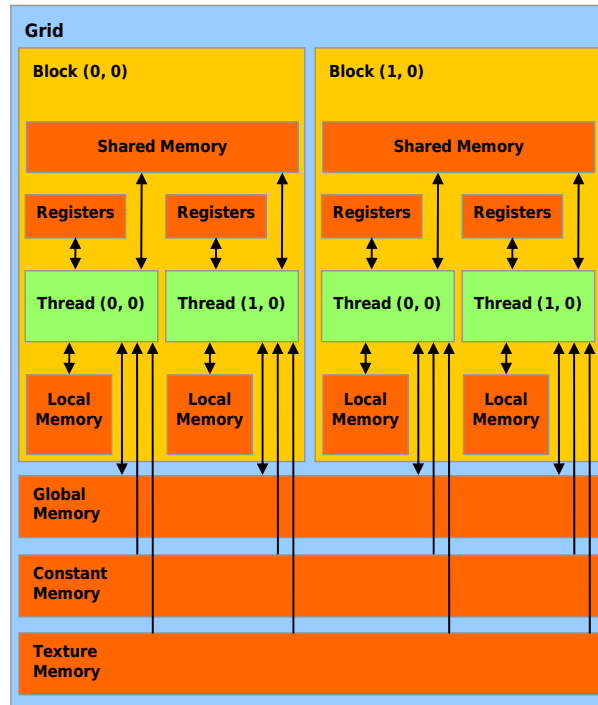 Grid
Block (0, 0)
Block (1, 0)
Shared Memory
Shared Memory
Registers
Registers
Registers
Registers
Thread (0, 0)
Thread (1, 0)
Thread (0, 0)
Thread (1, 0)
Local
Memory
Local
Memory
Local
Memory
Local
Memory
Global
Memory
Constant
Memory
Texture
Memory